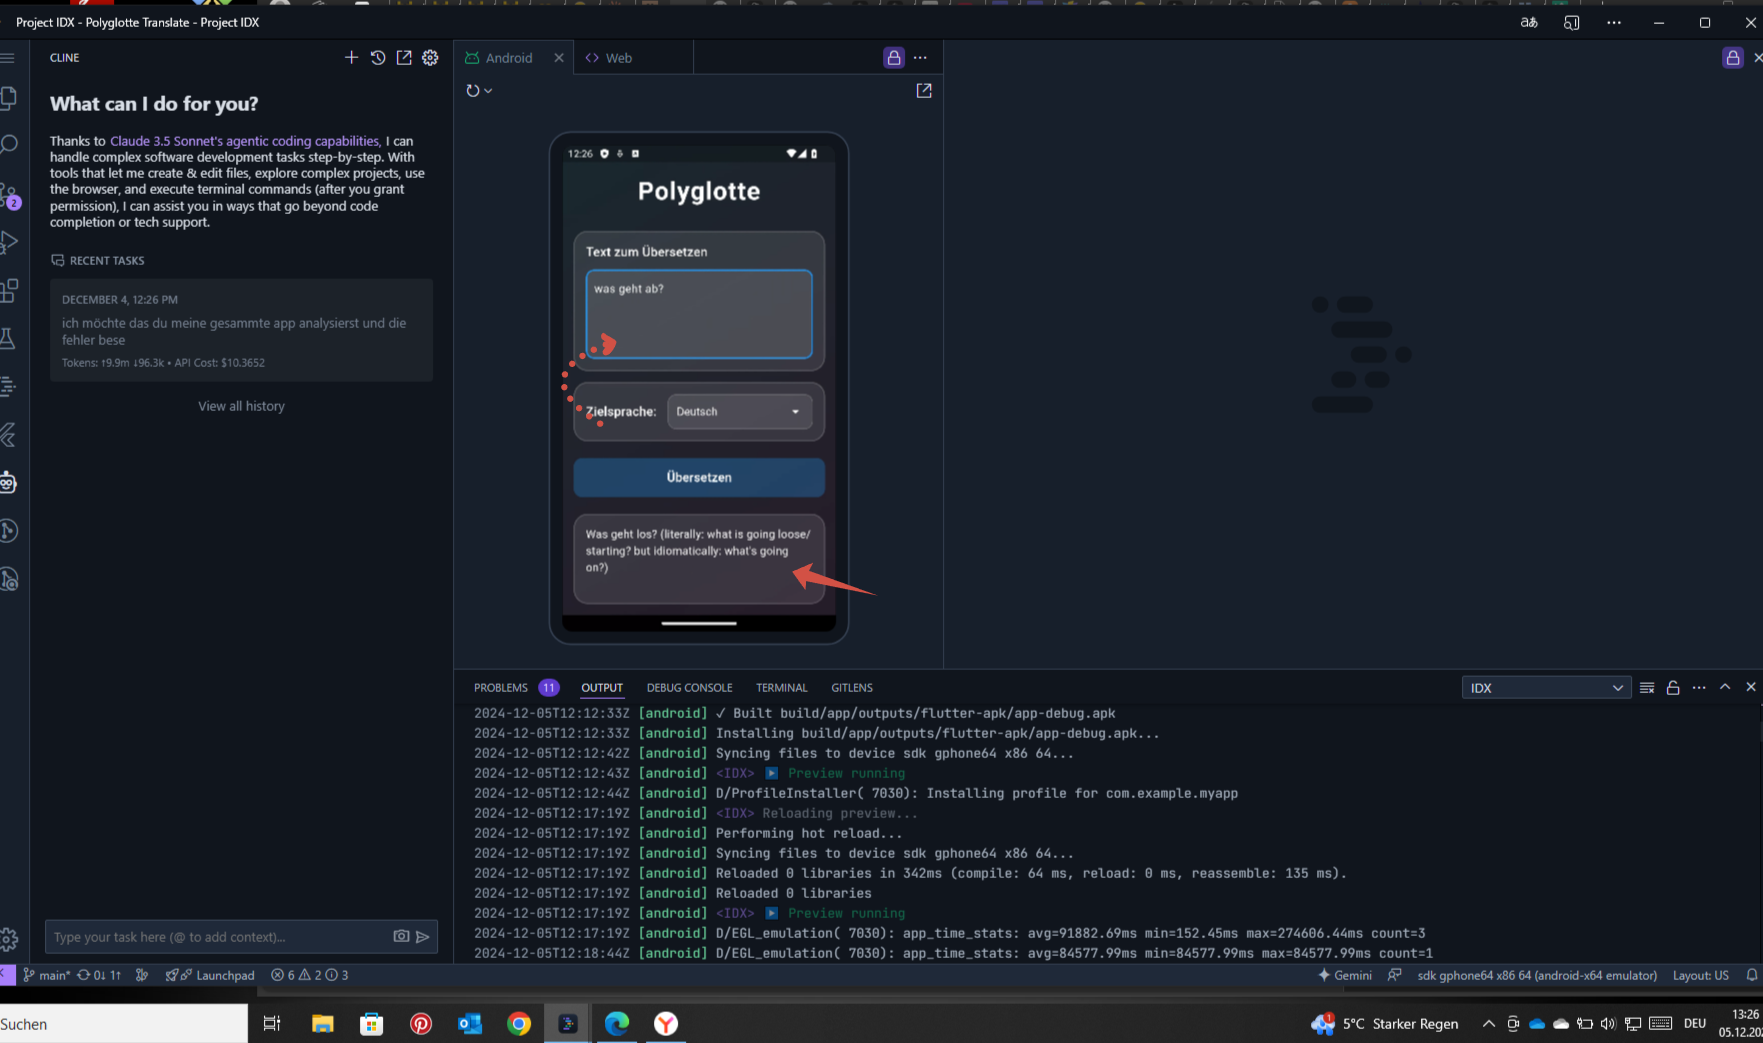 Project IDX - Polyglotte Translate - Project IDX
CLINE
What can I do for you?
Thanks to Claude 3.5 Sonnet's agentic coding capabilities, I can
handle complex software development tasks step-by-step. With
tools that let me create & edit files, explore complex projects, use
the browser, and execute terminal commands (after you grant
permission), I can assist you in ways that go beyond code
completion or tech support.
RECENT TASKS
DECEMBER 4, 12:26 PM
ich möchte das du meine gesammte app analysierst und die
fehler bese
Tokens: ↑9.9m ↓96.3k • API Cost: $10.3652
View all history
Type your task here (@ to add context)...
2
Android
Web
12:26
Polyglotte
Text zum Übersetzen
was geht ab?
Zielsprache:
Deutsch
Übersetzen
Was geht los? (literally: what is going loose/
starting? but idiomatically: what's going
on?)
PROBLEMS 11 OUTPUT DEBUG CONSOLE TERMINAL GITLENS
IDX
2024-12-05T12:12:33Z [android] ✓ Built build/app/outputs/flutter-apk/app-debug.apk
2024-12-05T12:12:33Z [android] Installing build/app/outputs/flutter-apk/app-debug.apk...
2024-12-05T12:12:42Z [android] Syncing files to device sdk gphone64 x86 64...
2024-12-05T12:12:43Z [android] <IDX> ▶ Preview running
2024-12-05T12:12:44Z [android] D/ProfileInstaller( 7030): Installing profile for com.example.myapp
2024-12-05T12:17:19Z [android] <IDX> Reloading preview...
2024-12-05T12:17:19Z [android] Performing hot reload...
2024-12-05T12:17:19Z [android] Syncing files to device sdk gphone64 x86 64...
2024-12-05T12:17:19Z [android] Reloaded 0 libraries in 342ms (compile: 64 ms, reload: 0 ms, reassemble: 135 ms).
2024-12-05T12:17:19Z [android] Reloaded 0 libraries
2024-12-05T12:17:19Z [android] <IDX> ▶ Preview running
2024-12-05T12:17:19Z [android] D/EGL_emulation( 7030): app_time_stats: avg=91882.69ms min=152.45ms max=274606.44ms count=3
2024-12-05T12:18:44Z [android] D/EGL_emulation( 7030): app_time_stats: avg=84577.99ms min=84577.99ms max=84577.99ms count=1
main* 0↓ 1↑ Launchpad 6 2 3
Gemini sdk gphone64 x86 64 (android-x64 emulator) Layout: US
Suchen
1 5°C Starker Regen
DEU
13:26
05.12.202